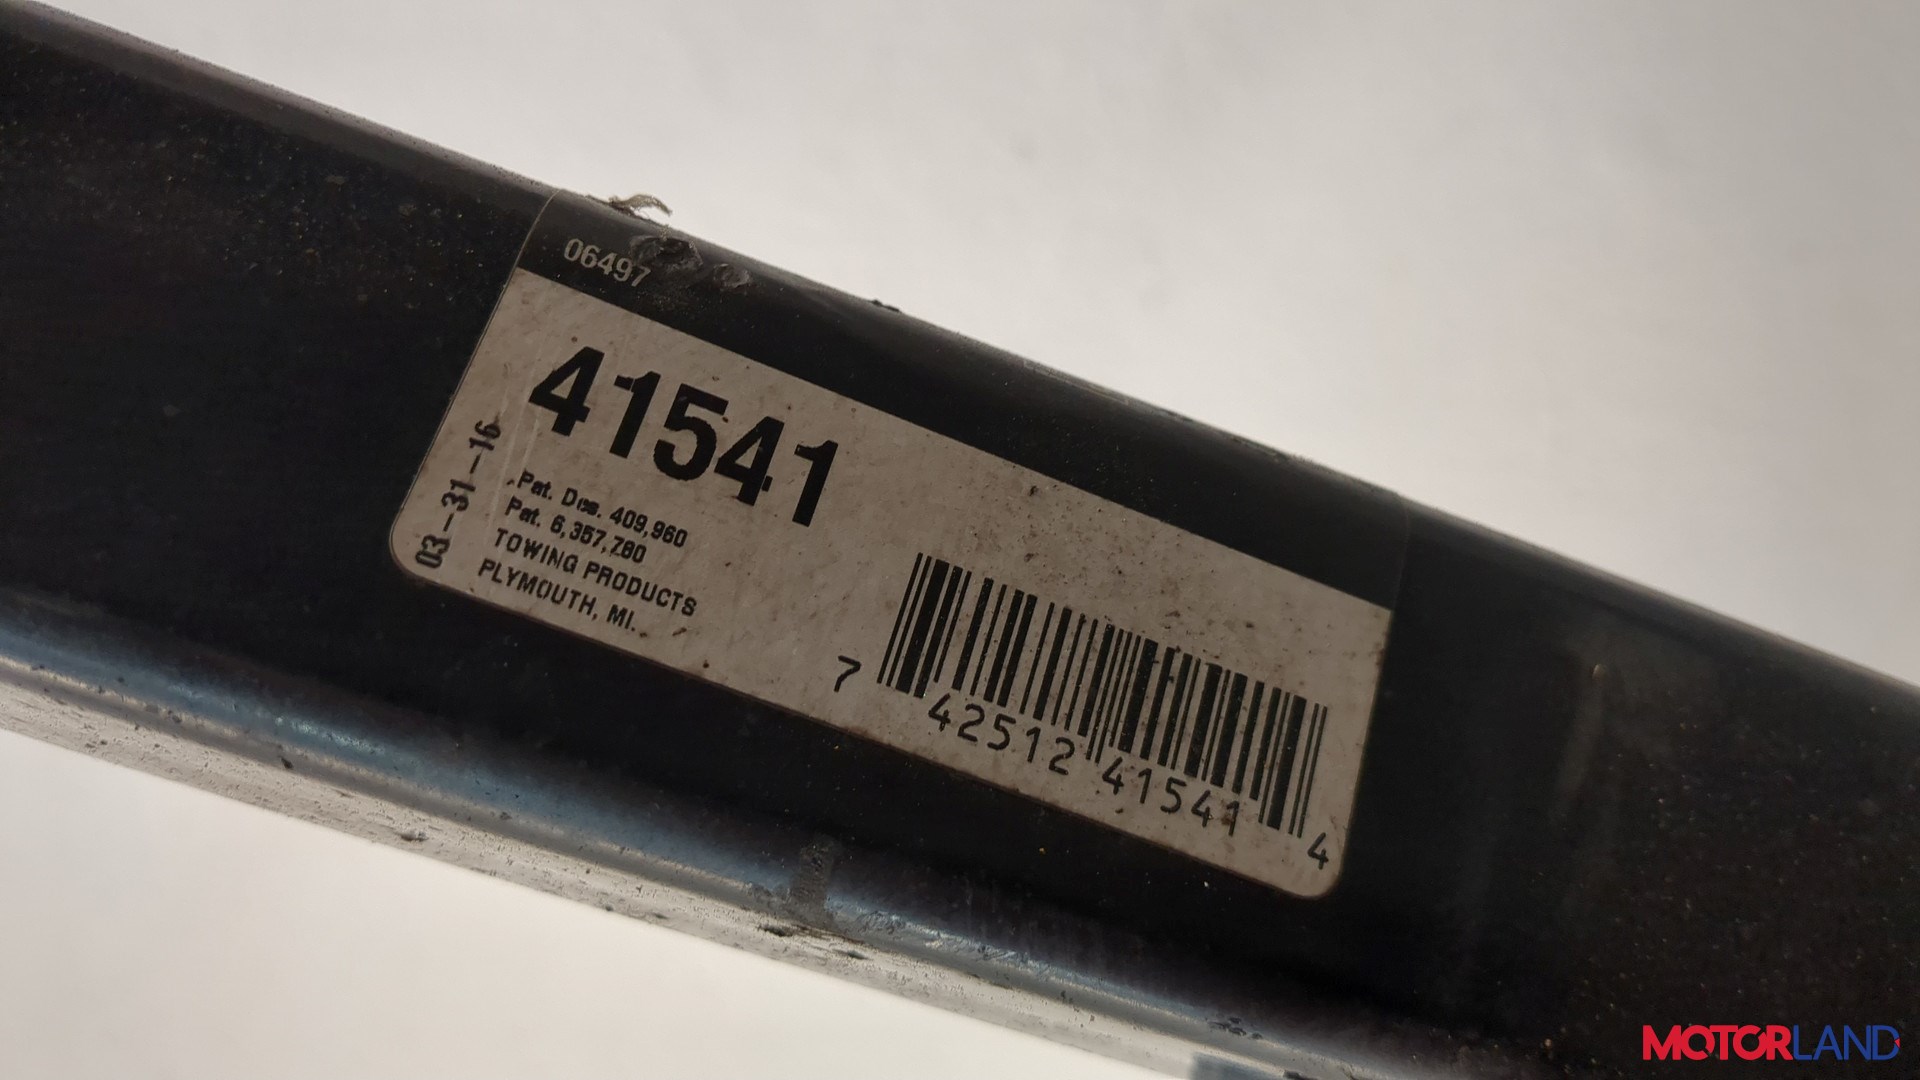 06497
41541
03-31-16
Pat. Des. 409,960
Pat. 6,357,780
TOWING PRODUCTS
PLYMOUTH, MI.
7 42512 41541 4
MOTORLAND